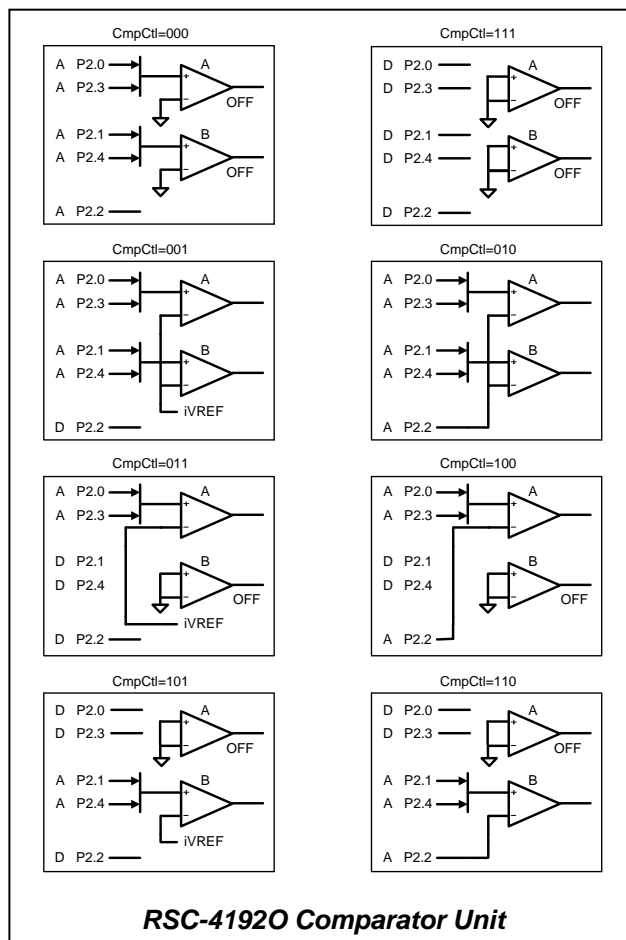 CmpCtl=000
A P2.0
A P2.3
+
−
A
OFF
A P2.1
A P2.4
+
−
B
OFF
A P2.2
CmpCtl=111
D P2.0
D P2.3
+
−
A
OFF
D P2.1
D P2.4
+
−
B
OFF
D P2.2
CmpCtl=001
A P2.0
A P2.3
+
−
A
A P2.1
A P2.4
+
−
B
iVREF
D P2.2
CmpCtl=010
A P2.0
A P2.3
+
−
A
A P2.1
A P2.4
+
−
B
A P2.2
CmpCtl=011
A P2.0
A P2.3
+
−
A
D P2.1
D P2.4
+
−
B
OFF
iVREF
D P2.2
CmpCtl=100
A P2.0
A P2.3
+
−
A
D P2.1
D P2.4
+
−
B
OFF
A P2.2
CmpCtl=101
D P2.0
D P2.3
+
−
A
OFF
A P2.1
A P2.4
+
−
B
iVREF
D P2.2
CmpCtl=110
D P2.0
D P2.3
+
−
A
OFF
A P2.1
A P2.4
+
−
B
A P2.2
RSC-4192O Comparator Unit